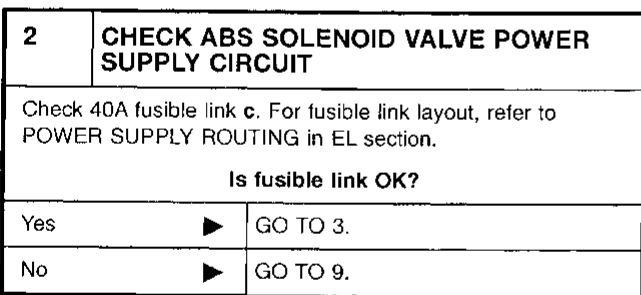 2 CHECK ABS SOLENOID VALVE POWER
SUPPLY CIRCUIT
Check 40A fusible link c. For fusible link layout, refer to
POWER SUPPLY ROUTING in EL section.
Is fusible link OK?
Yes ▶ GO TO 3.
No ▶ GO TO 9.